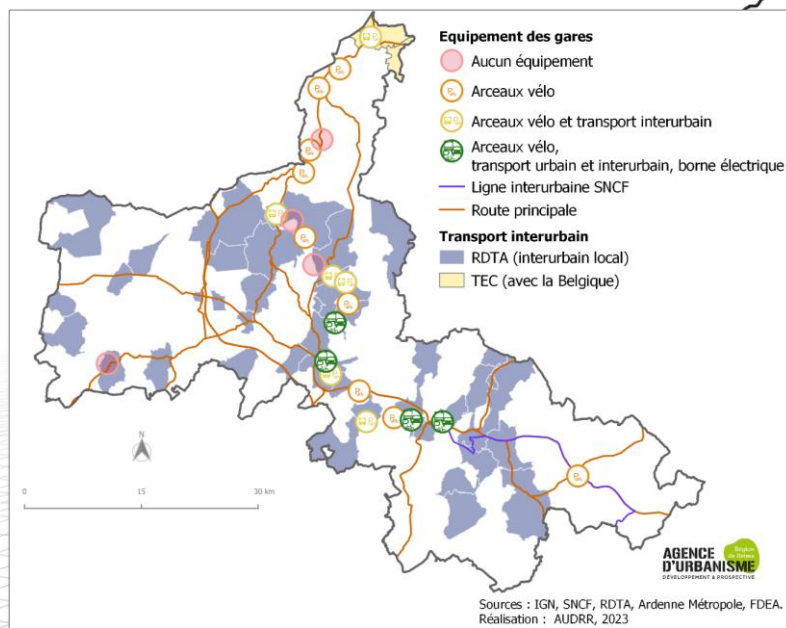 Equipement des gares
Aucun équipement
Arceaux vélo
Arceaux vélo et transport interurbain
Arceaux vélo,
transport urbain et interurbain, borne électrique
Ligne interurbaine SNCF
Route principale
Transport interurbain
RDTA (interurbain local)
TEC (avec la Belgique)
N
0 15 30 km
AGENCE
D'URBANISME
Région
de Reims
DÉVELOPPEMENT & PROSPECTIVE
Sources : IGN, SNCF, RDTA, Ardenne Métropole, FDEA.
Réalisation : AUDRR, 2023